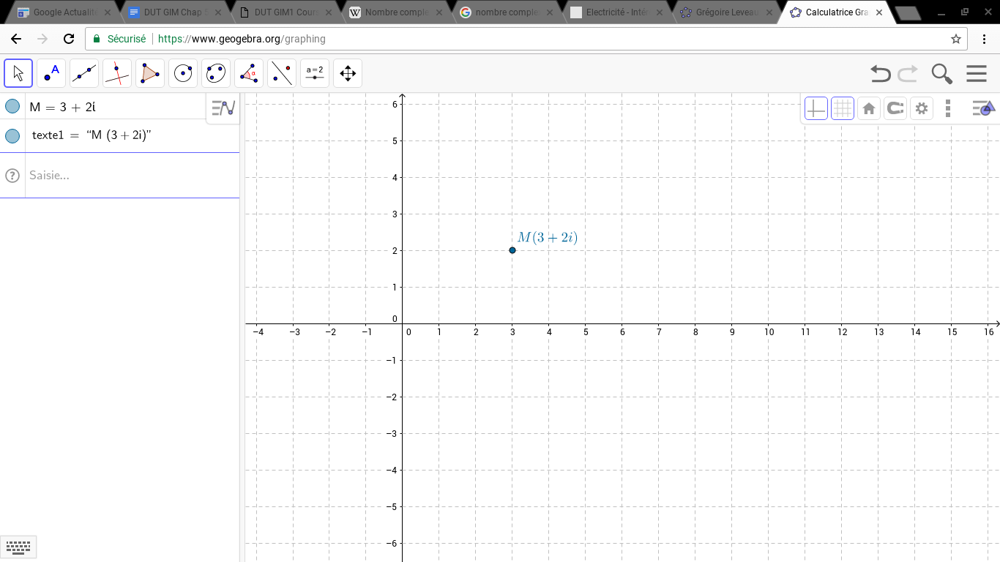 Google Actualité DUT GIM Chap 5 DUT GIM1 Cours Nombre comple nombre comple Electricité - Inté Grégoire Leveau Calculatrice Gra
Sécurisé https://www.geogebra.org/graphing
A α a=2
M = 3 + 2i
texte1 = “M (3 + 2i)”
Saisie...
M(3 + 2i)
6
5
4
3
2
1
0
−4 −3 −2 −1 0 1 2 3 4 5 6 7 8 9 10 11 12 13 14 15 16
−1
−2
−3
−4
−5
−6